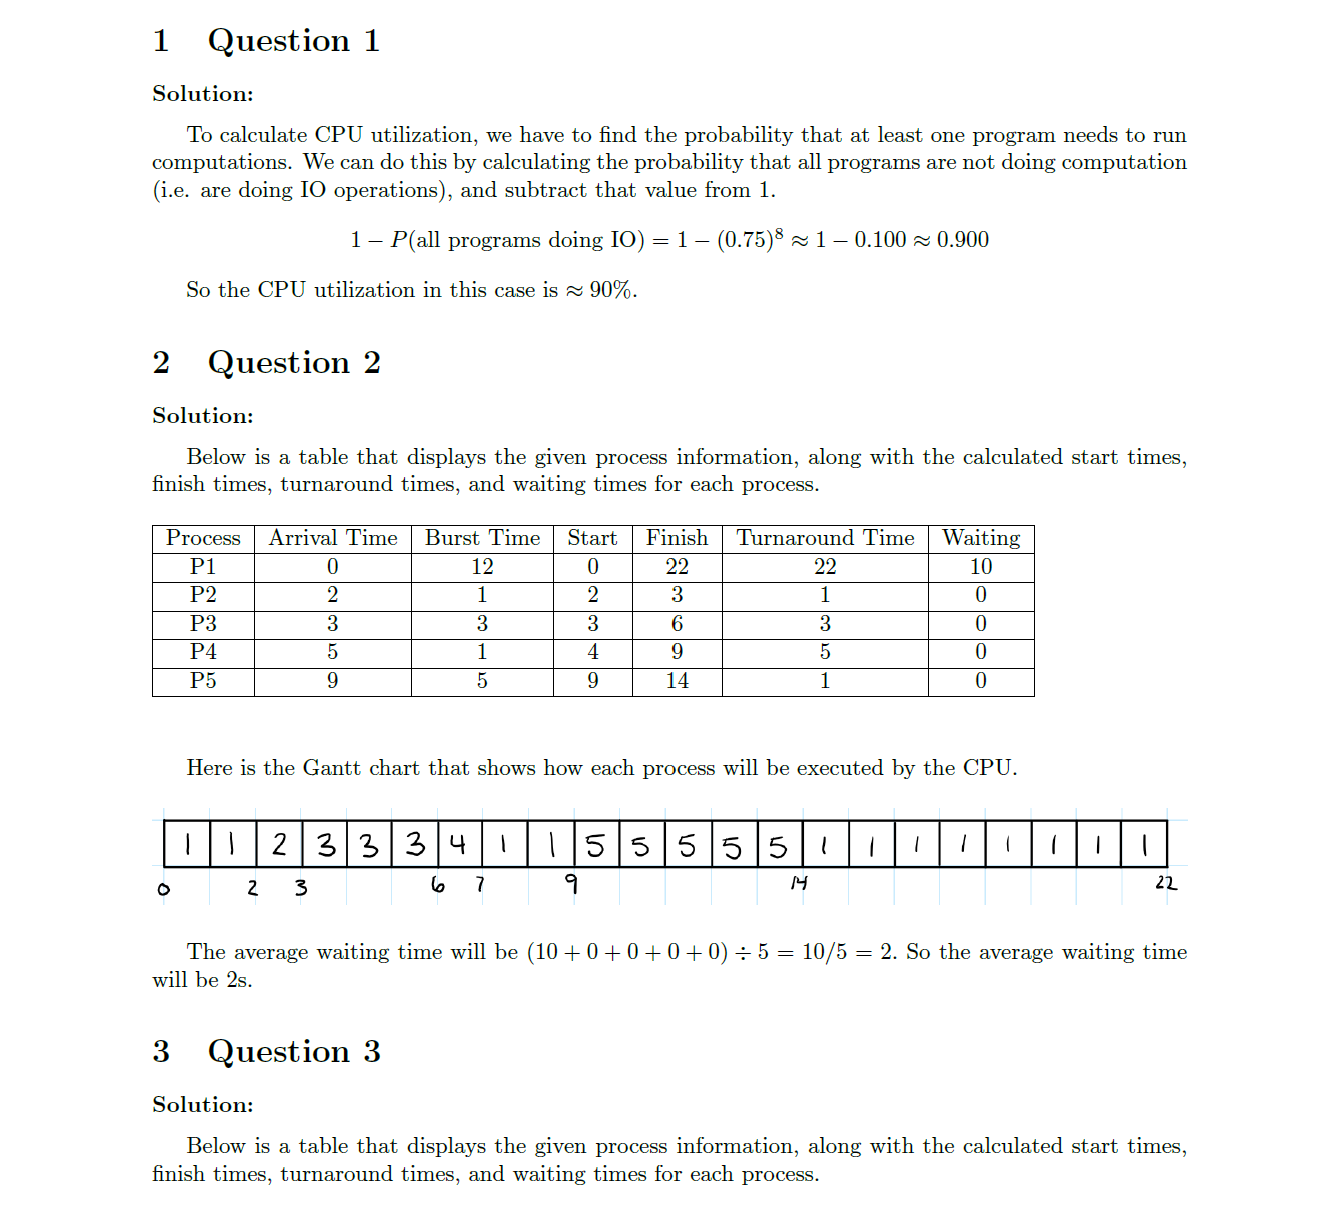 1 Question 1
Solution:
To calculate CPU utilization, we have to find the probability that at least one program needs to run
computations. We can do this by calculating the probability that all programs are not doing computation
(i.e. are doing IO operations), and subtract that value from 1.
1 − P(all programs doing IO) = 1 − (0.75)⁸ ≈ 1 − 0.100 ≈ 0.900
So the CPU utilization in this case is ≈ 90%.
2 Question 2
Solution:
Below is a table that displays the given process information, along with the calculated start times,
finish times, turnaround times, and waiting times for each process.
Process Arrival Time Burst Time Start Finish Turnaround Time Waiting
P1 0 12 0 22 22 10
P2 2 1 2 3 1 0
P3 3 3 3 6 3 0
P4 5 1 4 9 5 0
P5 9 5 9 14 1 0
Here is the Gantt chart that shows how each process will be executed by the CPU.
1 1 2 3 3 3 4 1 1 5 5 5 5 5 1 1 1 1 1 1 1 1
0 2 3 6 7 9 14 22
The average waiting time will be (10 + 0 + 0 + 0 + 0) ÷ 5 = 10/5 = 2. So the average waiting time
will be 2s.
3 Question 3
Solution:
Below is a table that displays the given process information, along with the calculated start times,
finish times, turnaround times, and waiting times for each process.